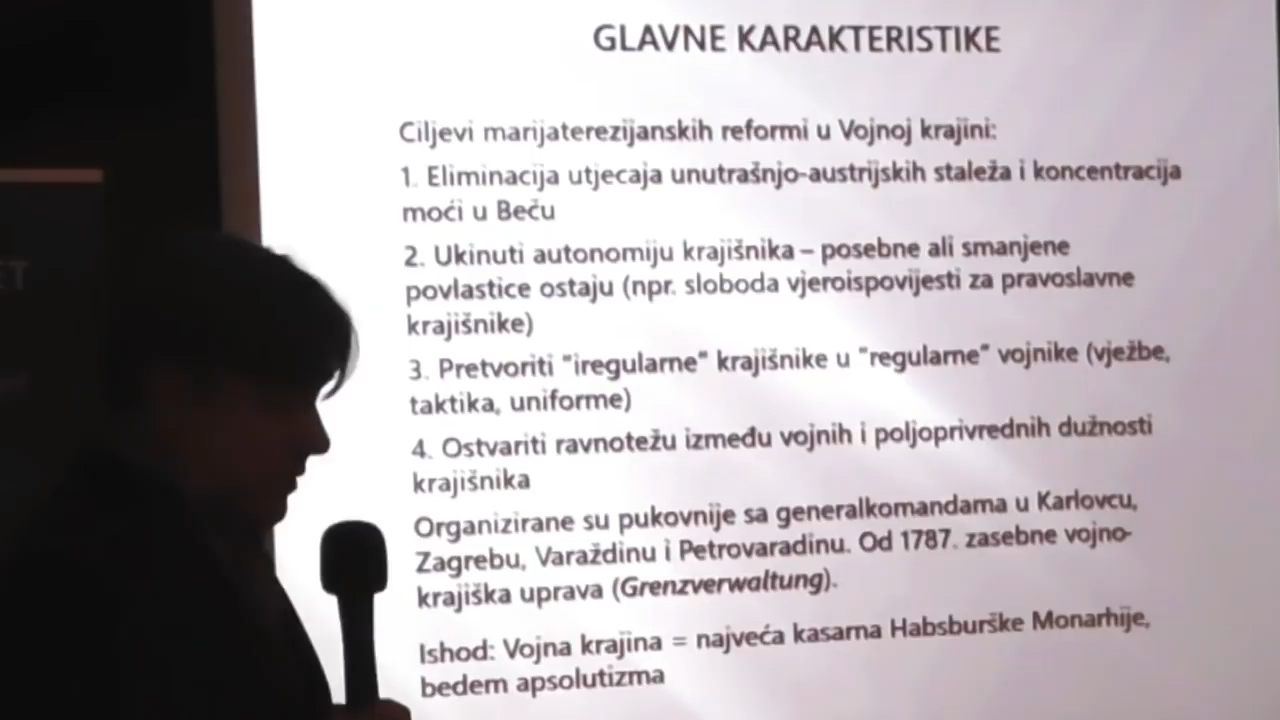 GLAVNE KARAKTERISTIKE
Ciljevi marijaterezijanskih reformi u Vojnoj krajini:
1. Eliminacija utjecaja unutrašnjo-austrijskih staleža i koncentracija
moći u Beču
2. Ukinuti autonomiju krajišnika – posebne ali smanjene
povlastice ostaju (npr. sloboda vjeroispovijesti za pravoslavne
krajišnike)
3. Pretvoriti "iregularne" krajišnike u "regularne" vojnike (vježbe,
taktika, uniforme)
4. Ostvariti ravnotežu između vojnih i poljoprivrednih dužnosti
krajišnika
Organizirane su pukovnije sa generalkomandama u Karlovcu,
Zagrebu, Varaždinu i Petrovaradinu. Od 1787. zasebne vojno-
krajiška uprava (Grenzverwaltung).
Ishod: Vojna krajina = najveća kasarna Habsburške Monarhije,
bedem apsolutizma